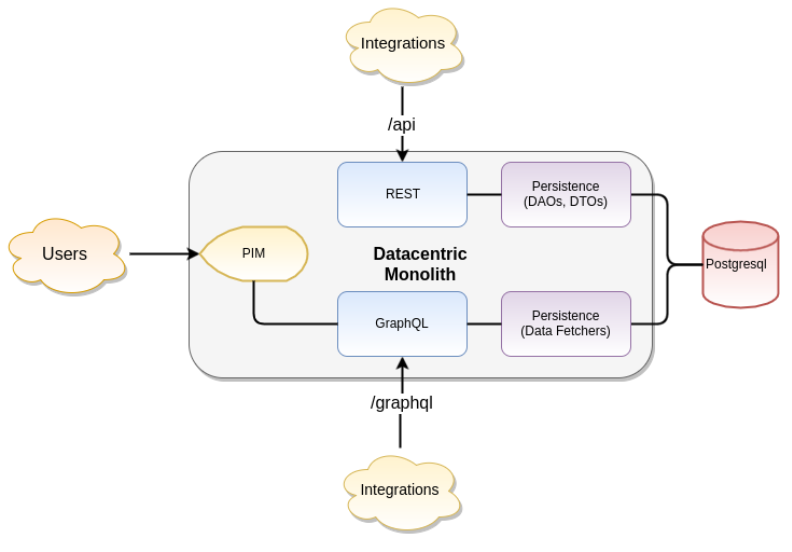 Integrations
/api
REST
Persistence
(DAOs, DTOs)
Users
PIM
Datacentric
Monolith
Postgresql
GraphQL
Persistence
(Data Fetchers)
/graphql
Integrations